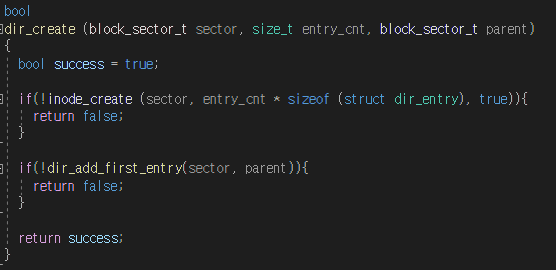 bool
dir_create (block_sector_t sector, size_t entry_cnt, block_sector_t parent)
{
  bool success = true;
  if(!inode_create (sector, entry_cnt * sizeof (struct dir_entry), true)){
    return false;
  }
  if(!dir_add_first_entry(sector, parent)){
    return false;
  }
  return success;
}